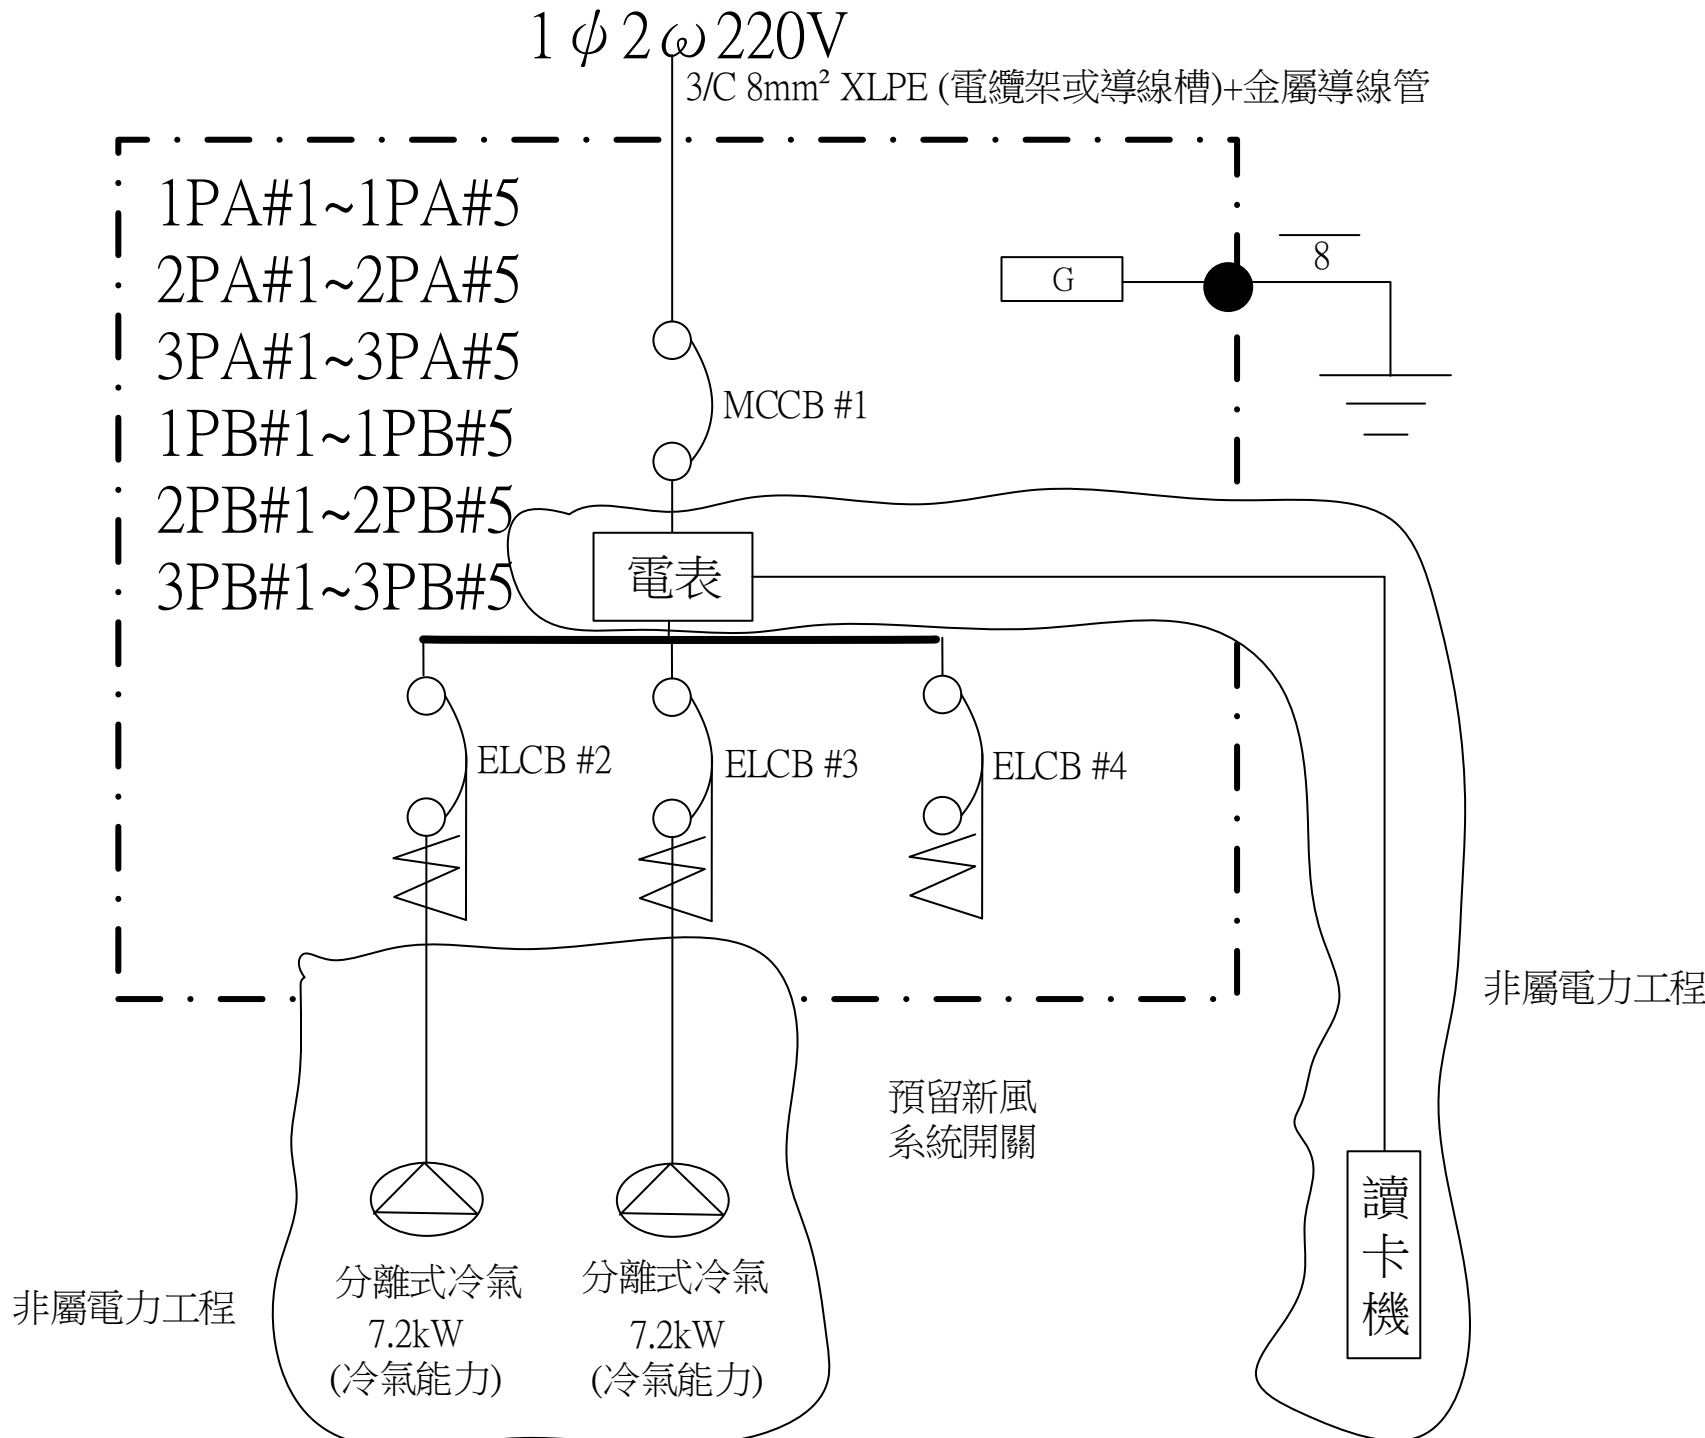 1φ2ω220V
3/C 8mm² XLPE (電纜架或導線槽)+金屬導線管
1PA#1~1PA#5
2PA#1~2PA#5
3PA#1~3PA#5
1PB#1~1PB#5
2PB#1~2PB#5
3PB#1~3PB#5
8
G
MCCB #1
電表
ELCB #2
ELCB #3
ELCB #4
非屬電力工程
預留新風
系統開關
讀卡機
分離式冷氣
7.2kW
(冷氣能力)
分離式冷氣
7.2kW
(冷氣能力)
非屬電力工程